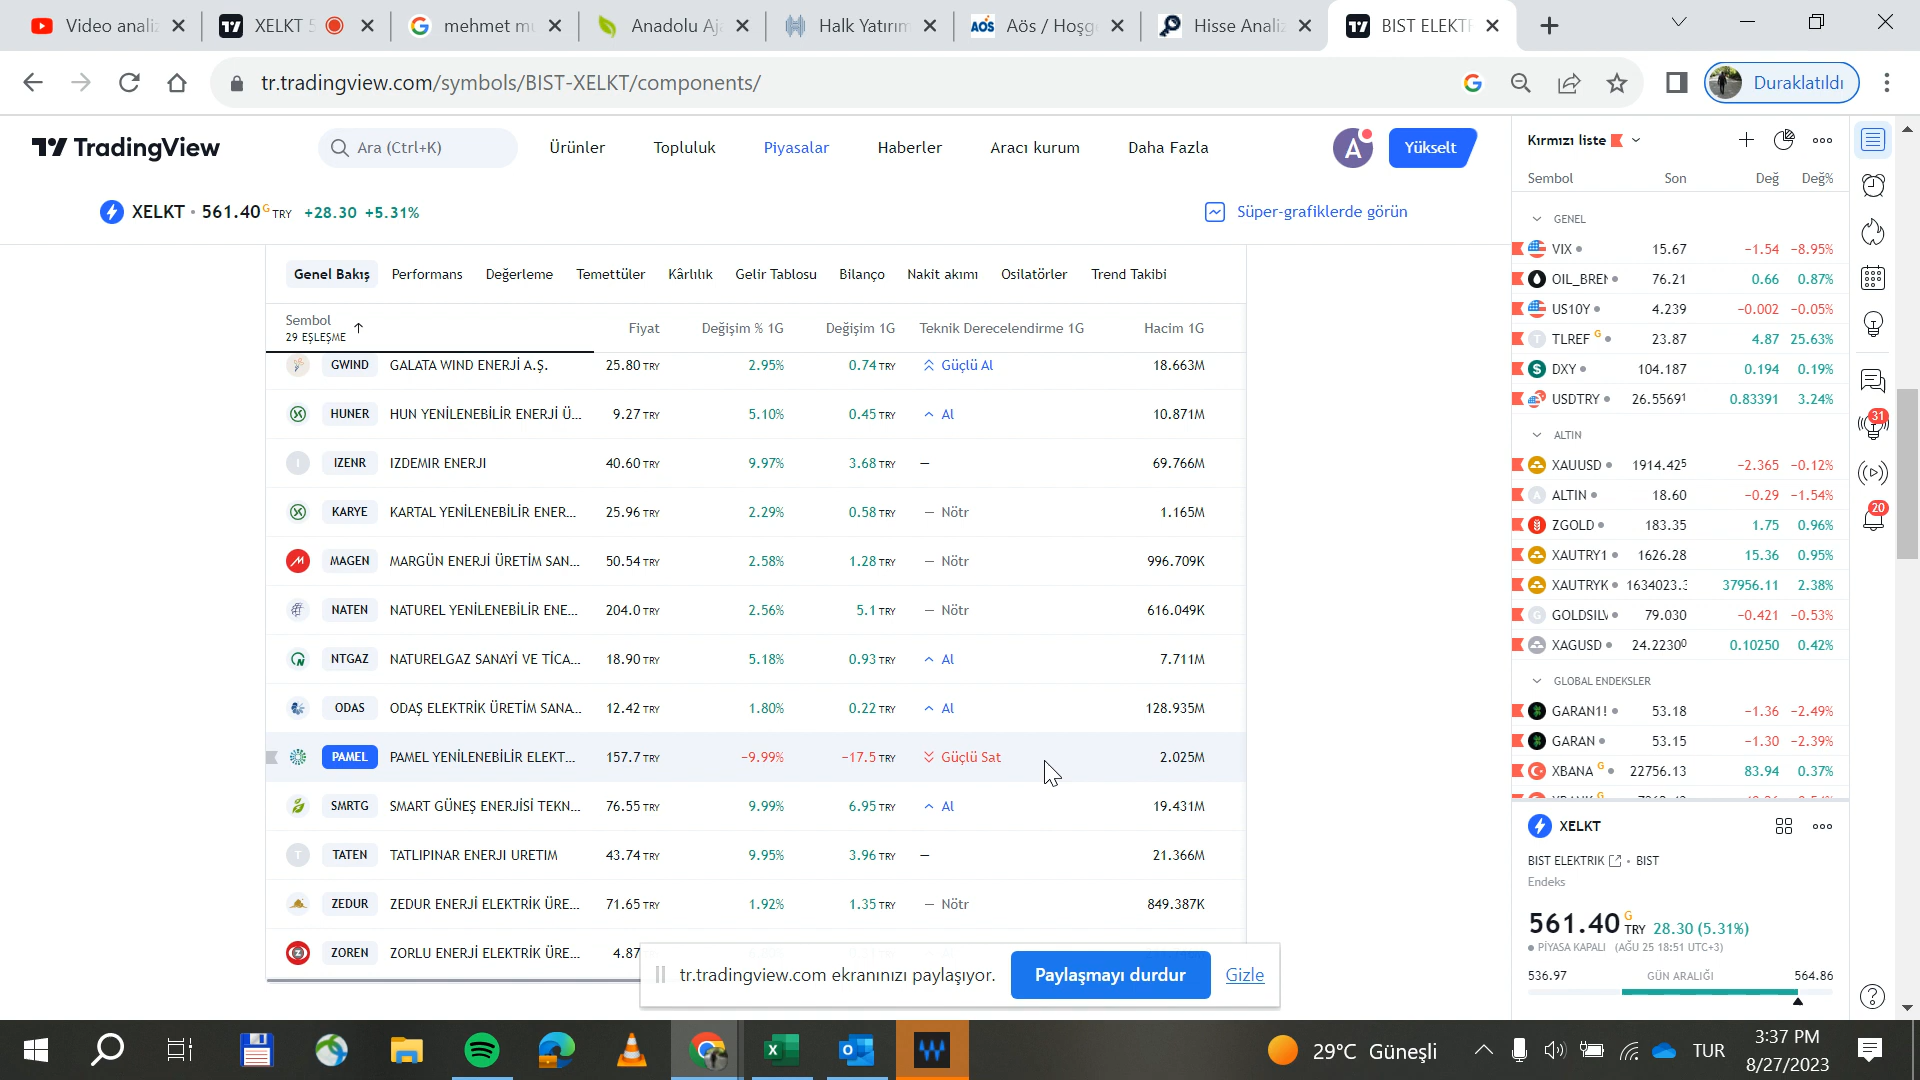 Video analiz
XELKT 5
mehmet mu
Anadolu Aja
Halk Yatırım
AÖS Aös / Hoşge
Hisse Analiz
BIST ELEKTR
tr.tradingview.com/symbols/BIST-XELKT/components/
Duraklatıldı
TradingView
Ara (Ctrl+K)
Ürünler
Topluluk
Piyasalar
Haberler
Aracı kurum
Daha Fazla
A
Yükselt
XELKT • 561.40 G TRY +28.30 +5.31%
Süper-grafiklerde görün
Genel Bakış Performans Değerleme Temettüler Kârlılık Gelir Tablosu Bilanço Nakit akımı Osilatörler Trend Takibi
Sembol
29 EŞLEŞME
Fiyat Değişim % 1G Değişim 1G Teknik Derecelendirme 1G Hacim 1G
GWIND GALATA WIND ENERJİ A.Ş. 25.80 TRY 2.95% 0.74 TRY Güçlü Al 18.663M
HUNER HUN YENİLENEBİLİR ENERJİ Ü... 9.27 TRY 5.10% 0.45 TRY Al 10.871M
I IZENR IZDEMIR ENERJI 40.60 TRY 9.97% 3.68 TRY — 69.766M
KARYE KARTAL YENİLENEBİLİR ENER... 25.96 TRY 2.29% 0.58 TRY — Nötr 1.165M
MAGEN MARGÜN ENERJİ ÜRETİM SAN... 50.54 TRY 2.58% 1.28 TRY — Nötr 996.709K
NATEN NATUREL YENİLENEBİLİR ENE... 204.0 TRY 2.56% 5.1 TRY — Nötr 616.049K
NTGAZ NATURELGAZ SANAYİ VE TİCA... 18.90 TRY 5.18% 0.93 TRY Al 7.711M
ODAS ODAŞ ELEKTRİK ÜRETİM SANA... 12.42 TRY 1.80% 0.22 TRY Al 128.935M
PAMEL PAMEL YENİLENEBİLİR ELEKT... 157.7 TRY −9.99% −17.5 TRY Güçlü Sat 2.025M
SMRTG SMART GÜNEŞ ENERJİSİ TEKN... 76.55 TRY 9.99% 6.95 TRY Al 19.431M
T TATEN TATLIPINAR ENERJI URETIM 43.74 TRY 9.95% 3.96 TRY — 21.366M
ZEDUR ZEDUR ENERJİ ELEKTRİK ÜRE... 71.65 TRY 1.92% 1.35 TRY — Nötr 849.387K
ZOREN ZORLU ENERJİ ELEKTRİK ÜRE... 4.87
tr.tradingview.com ekranınızı paylaşıyor. Paylaşmayı durdur Gizle
Kırmızı liste
Sembol Son Değ Değ%
GENEL
VIX 15.67 −1.54 −8.95%
OIL_BREN 76.21 0.66 0.87%
US10Y 4.239 −0.002 −0.05%
TLREF G 23.87 4.87 25.63%
DXY 104.187 0.194 0.19%
USDTRY 26.5569¹ 0.83391 3.24%
ALTIN
XAUUSD 1914.42⁵ −2.365 −0.12%
ALTIN 18.60 −0.29 −1.54%
ZGOLD 183.35 1.75 0.96%
XAUTRY1 1626.28 15.36 0.95%
XAUTRYK 1634023.3 37956.11 2.38%
GOLDSILV 79.030 −0.421 −0.53%
XAGUSD 24.2230⁰ 0.10250 0.42%
GLOBAL ENDEKSLER
GARAN1! 53.18 −1.36 −2.49%
GARAN 53.15 −1.30 −2.39%
XBANA G 22756.13 83.94 0.37%
XELKT
BIST ELEKTRIK • BIST
Endeks
561.40 G TRY 28.30 (5.31%)
PİYASA KAPALI (AĞU 25 18:51 UTC+3)
536.97 GÜN ARALIĞI 564.86
31
20
29°C Güneşli
TUR
3:37 PM
8/27/2023